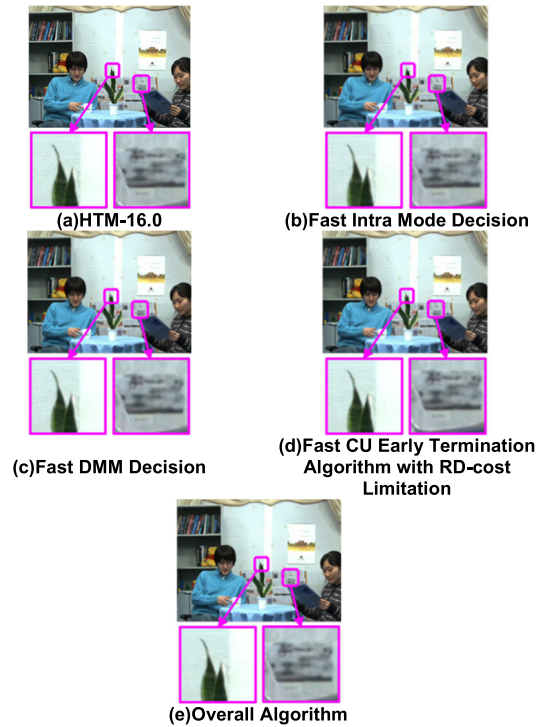 (a)HTM-16.0
(b)Fast Intra Mode Decision
(c)Fast DMM Decision
(d)Fast CU Early Termination
Algorithm with RD-cost
Limitation
(e)Overall Algorithm